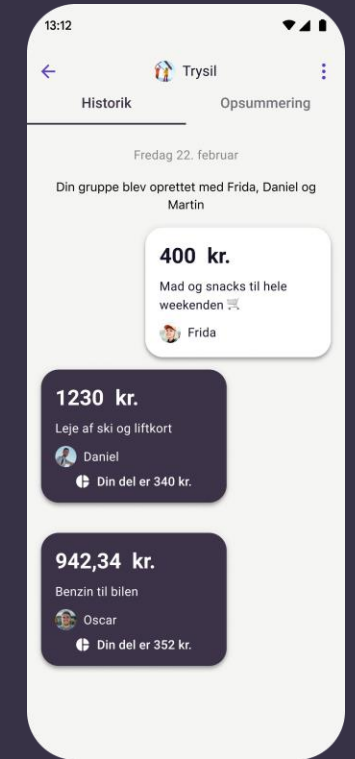 13:12
Trysil
Historik Opsummering
Fredag 22. februar
Din gruppe blev oprettet med Frida, Daniel og
Martin
400 kr.
Mad og snacks til hele
weekenden 🛒
Frida
1230 kr.
Leje af ski og liftkort
Daniel
Din del er 340 kr.
942,34 kr.
Benzin til bilen
Oscar
Din del er 352 kr.